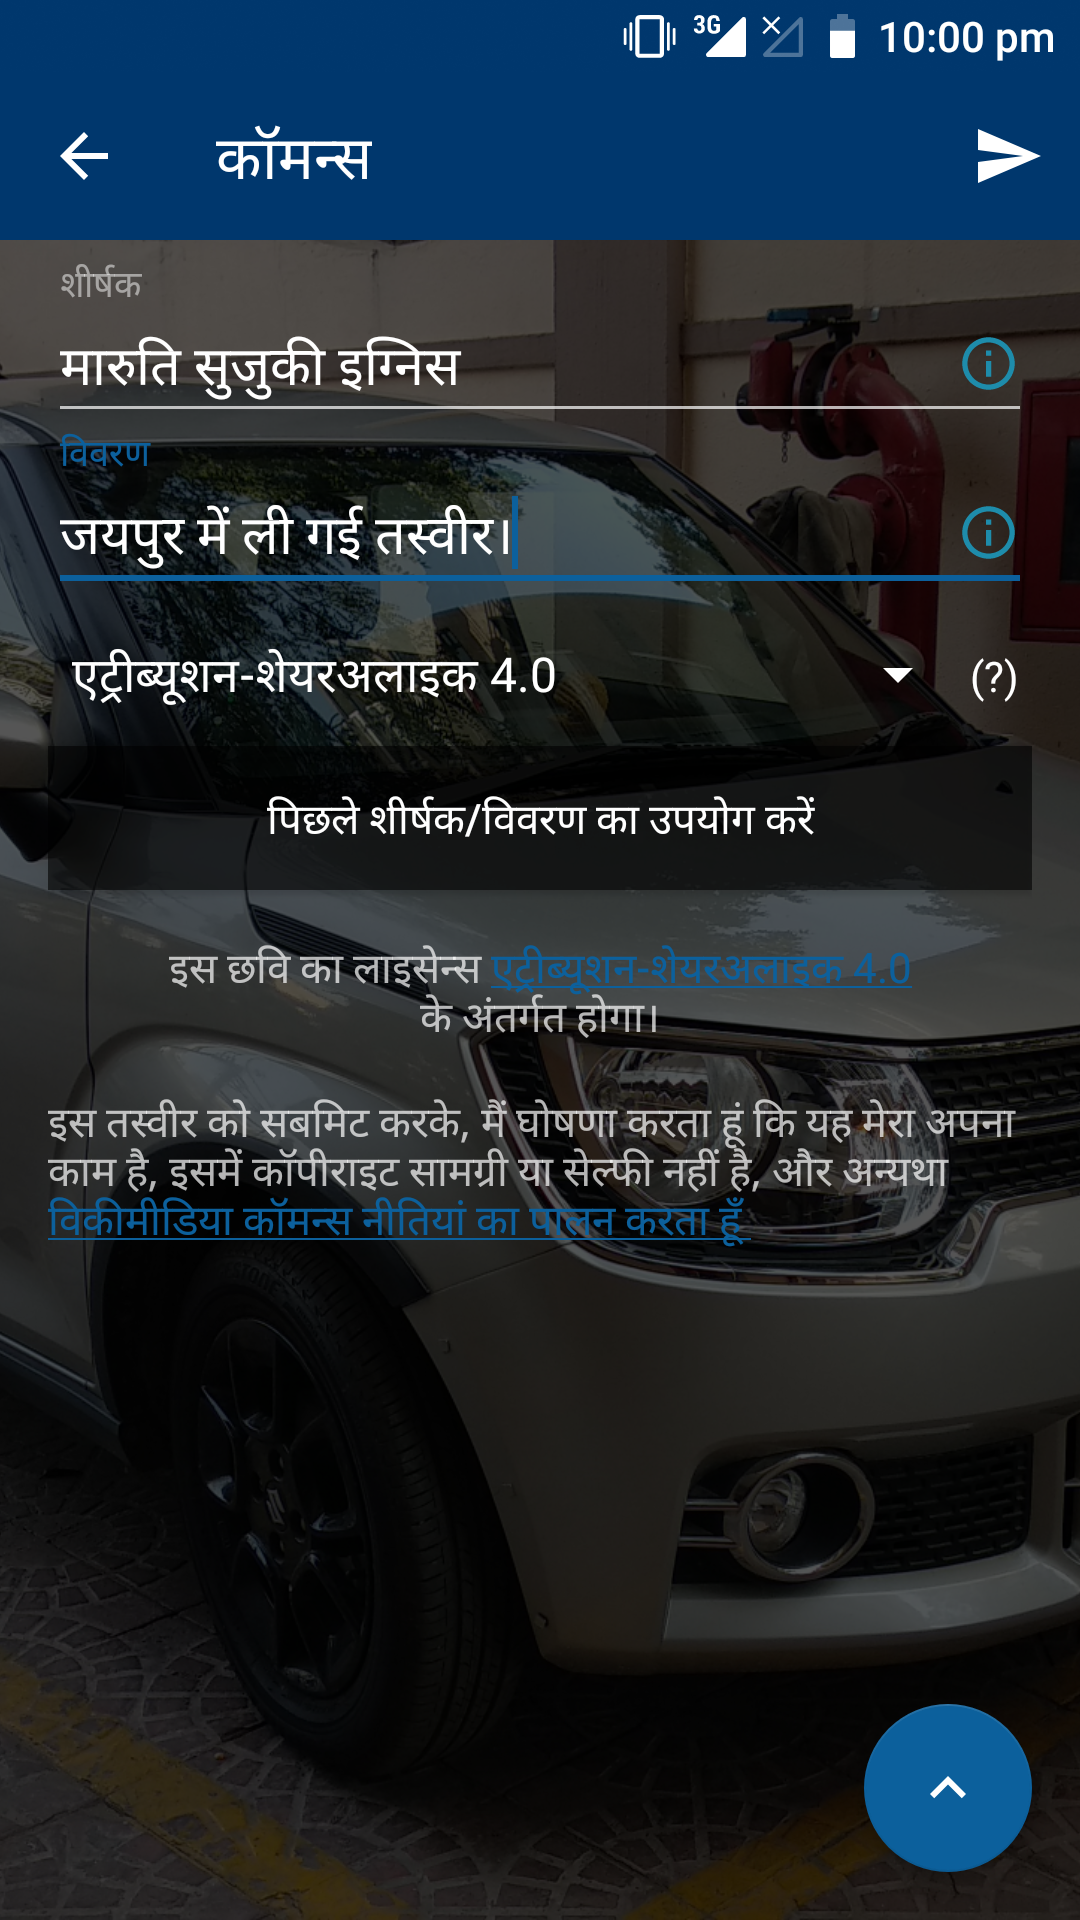 3G 10:00 pm
कॉमन्स
शीर्षक
मारुति सुजुकी इग्निस
विबरण
जयपुर में ली गई तस्वीर।
एट्रीब्यूशन-शेयरअलाइक 4.0 (?)
पिछले शीर्षक/विवरण का उपयोग करें
इस छवि का लाइसेन्स एट्रीब्यूशन-शेयरअलाइक 4.0
के अंतर्गत होगा।
इस तस्वीर को सबमिट करके, मैं घोषणा करता हूं कि यह मेरा अपना
काम है, इसमें कॉपीराइट सामग्री या सेल्फी नहीं है, और अन्यथा
विकीमीडिया कॉमन्स नीतियां का पालन करता हूँ